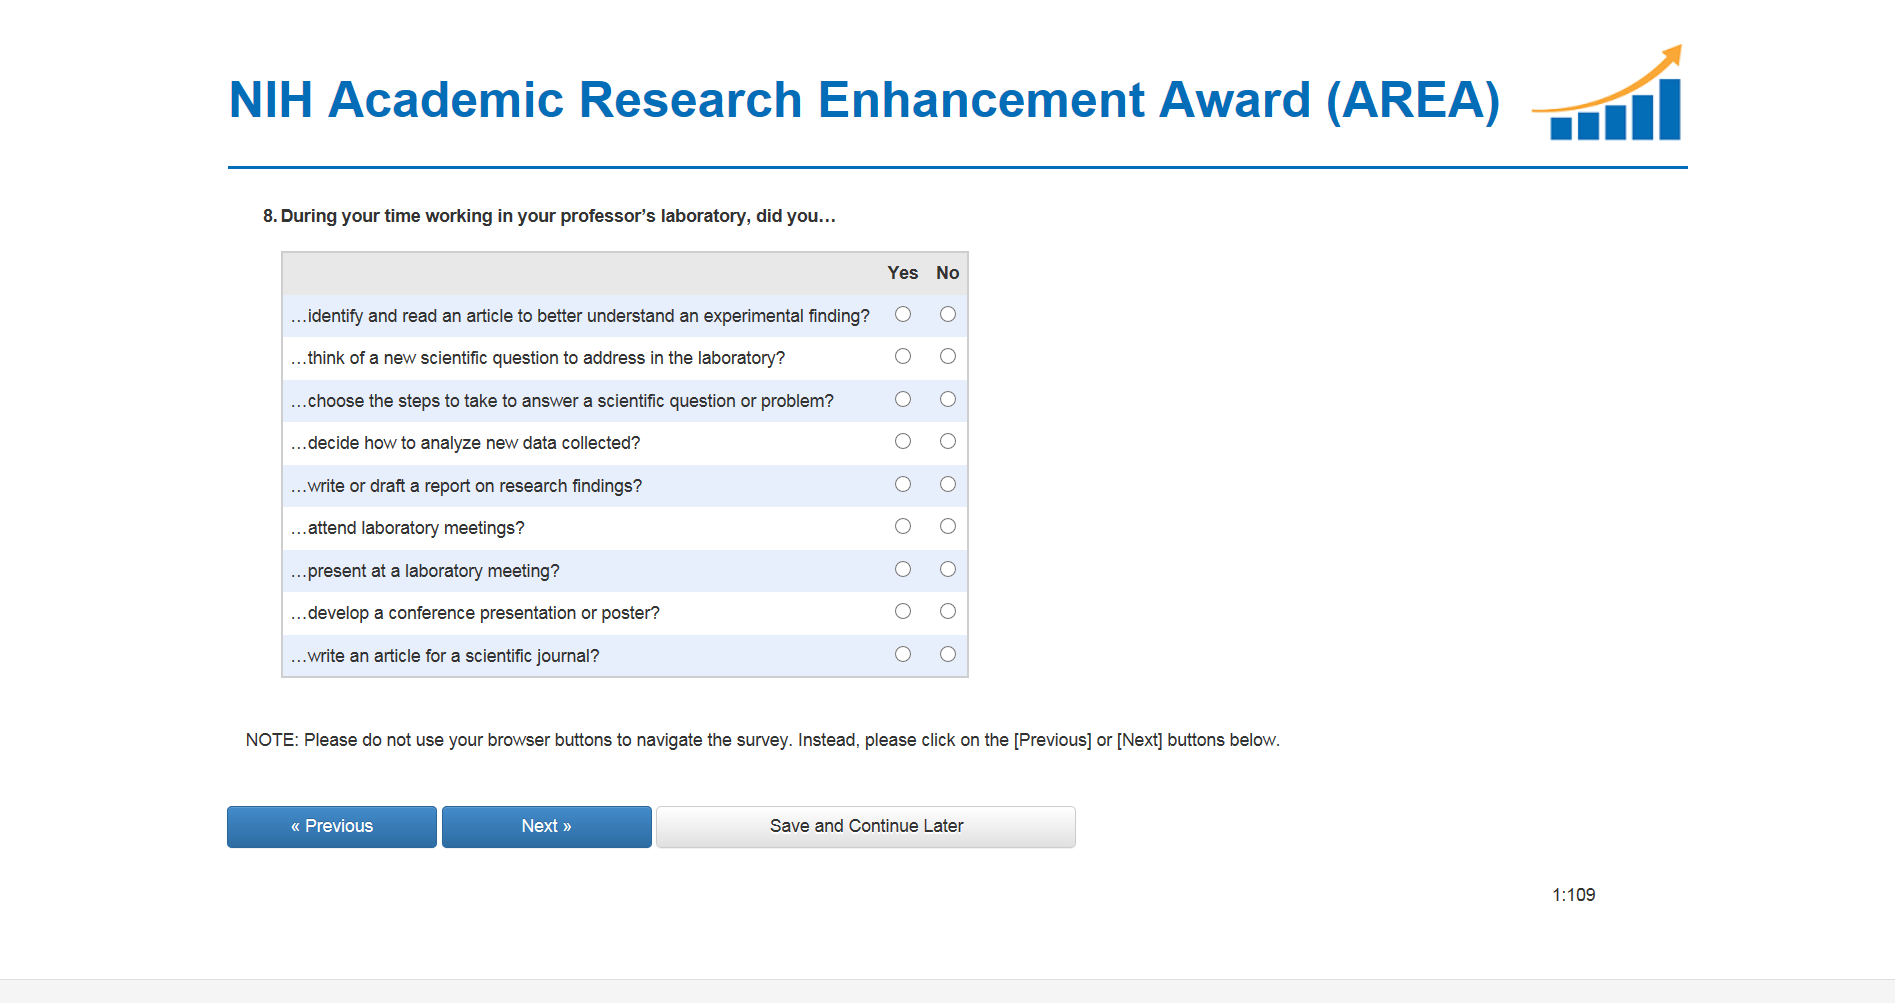 NIH Academic Research Enhancement Award (AREA)
8. During your time working in your professor’s laboratory, did you…
Yes No
…identify and read an article to better understand an experimental finding?
…think of a new scientific question to address in the laboratory?
…choose the steps to take to answer a scientific question or problem?
…decide how to analyze new data collected?
…write or draft a report on research findings?
…attend laboratory meetings?
…present at a laboratory meeting?
…develop a conference presentation or poster?
…write an article for a scientific journal?
NOTE: Please do not use your browser buttons to navigate the survey. Instead, please click on the [Previous] or [Next] buttons below.
« Previous Next » Save and Continue Later
1:109